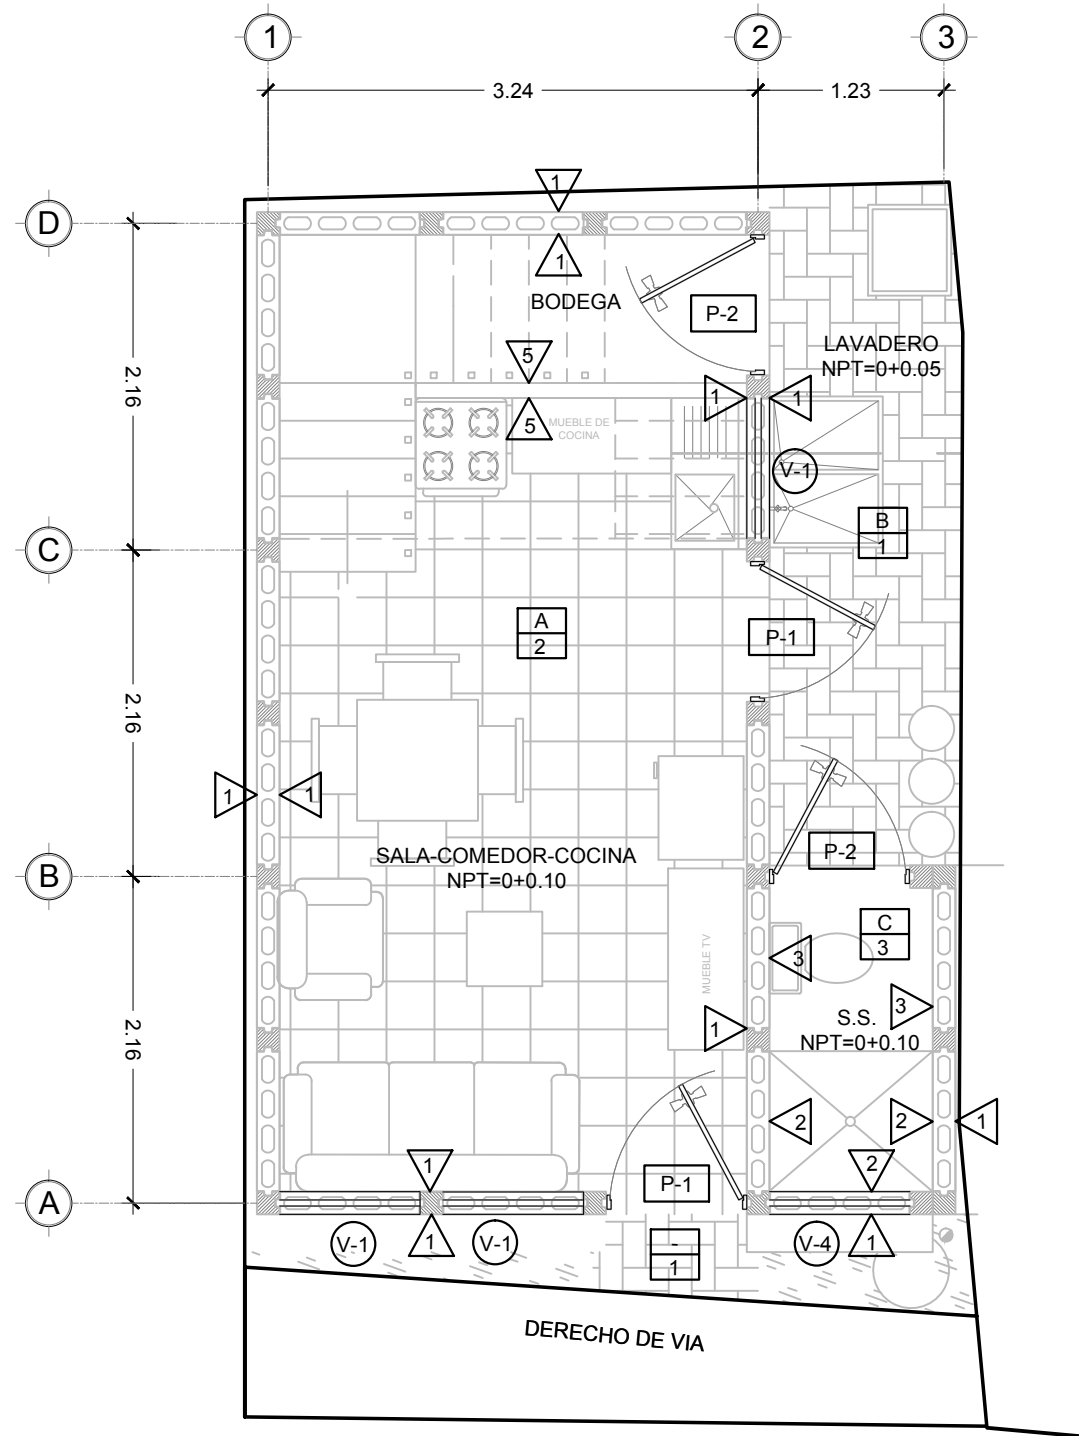 1
2
3
3.24
1.23
D
1
1
BODEGA
P-2
LAVADERO
NPT=0+0.05
2.16
5
1
1
5
MUEBLE DE
COCINA
V-1
B
1
C
A
2
P-1
2.16
1
1
P-2
SALA-COMEDOR-COCINA
NPT=0+0.10
B
C
3
3
MUEBLE TV
3
S.S.
NPT=0+0.10
1
2.16
2
2
1
1
2
P-1
A
V-1
1
V-1
-
1
V-4
1
DERECHO DE VIA